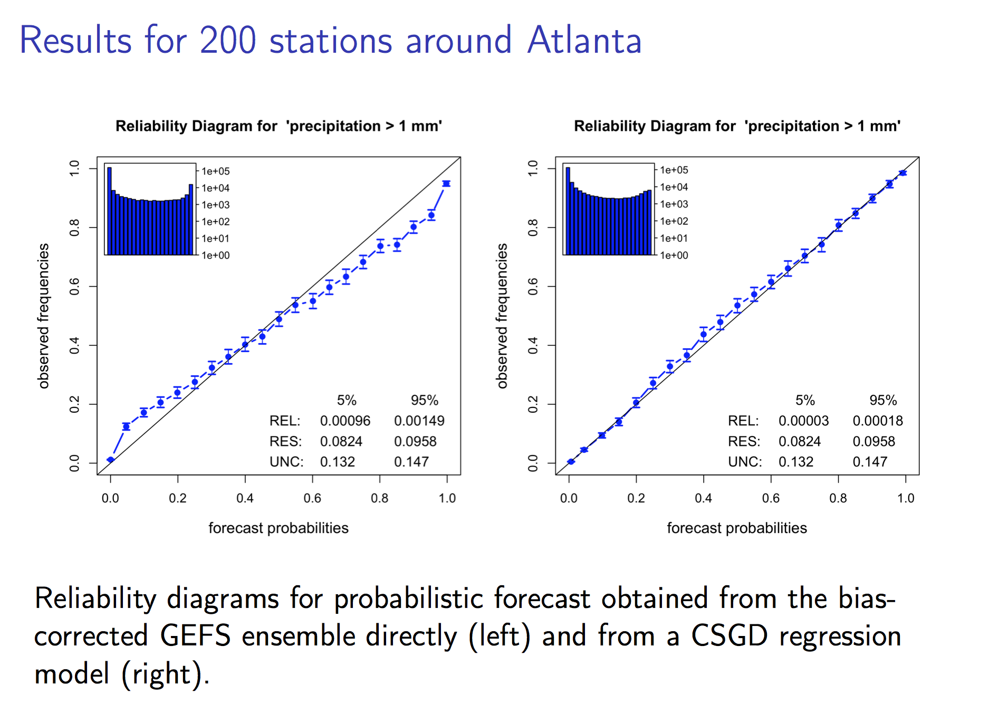 Results for 200 stations around Atlanta
Reliability Diagram for 'precipitation > 1 mm'
1e+05
1e+04
1e+03
1e+02
1e+01
1e+00
observed frequencies
1.0
0.8
0.6
0.4
0.2
0.0
5% 95%
REL: 0.00096 0.00149
RES: 0.0824 0.0958
UNC: 0.132 0.147
0.0 0.2 0.4 0.6 0.8 1.0
forecast probabilities
Reliability Diagram for 'precipitation > 1 mm'
1e+05
1e+04
1e+03
1e+02
1e+01
1e+00
observed frequencies
1.0
0.8
0.6
0.4
0.2
0.0
5% 95%
REL: 0.00003 0.00018
RES: 0.0824 0.0958
UNC: 0.132 0.147
0.0 0.2 0.4 0.6 0.8 1.0
forecast probabilities
Reliability diagrams for probabilistic forecast obtained from the bias-
corrected GEFS ensemble directly (left) and from a CSGD regression
model (right).